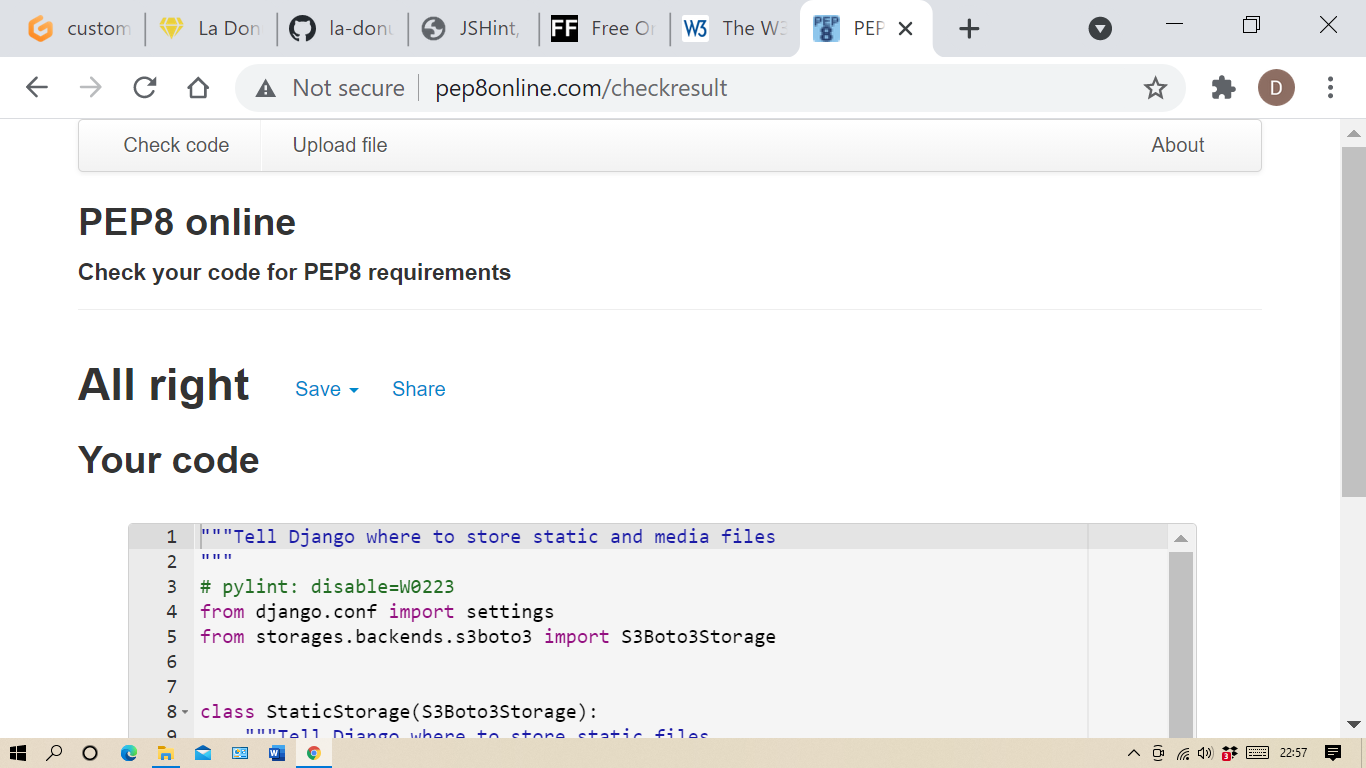 custom
La Don
la-don
JSHint,
FF
Free O
W3
The W3
PEP
8
PEP
Not secure
pep8online.com/checkresult
D
Check code
Upload file
About
PEP8 online
Check your code for PEP8 requirements
All right
Save
Share
Your code
1 """Tell Django where to store static and media files
2 """
3 # pylint: disable=W0223
4 from django.conf import settings
5 from storages.backends.s3boto3 import S3Boto3Storage
6
7
8 class StaticStorage(S3Boto3Storage):
9 """Tell Django where to store static files
3
22:57